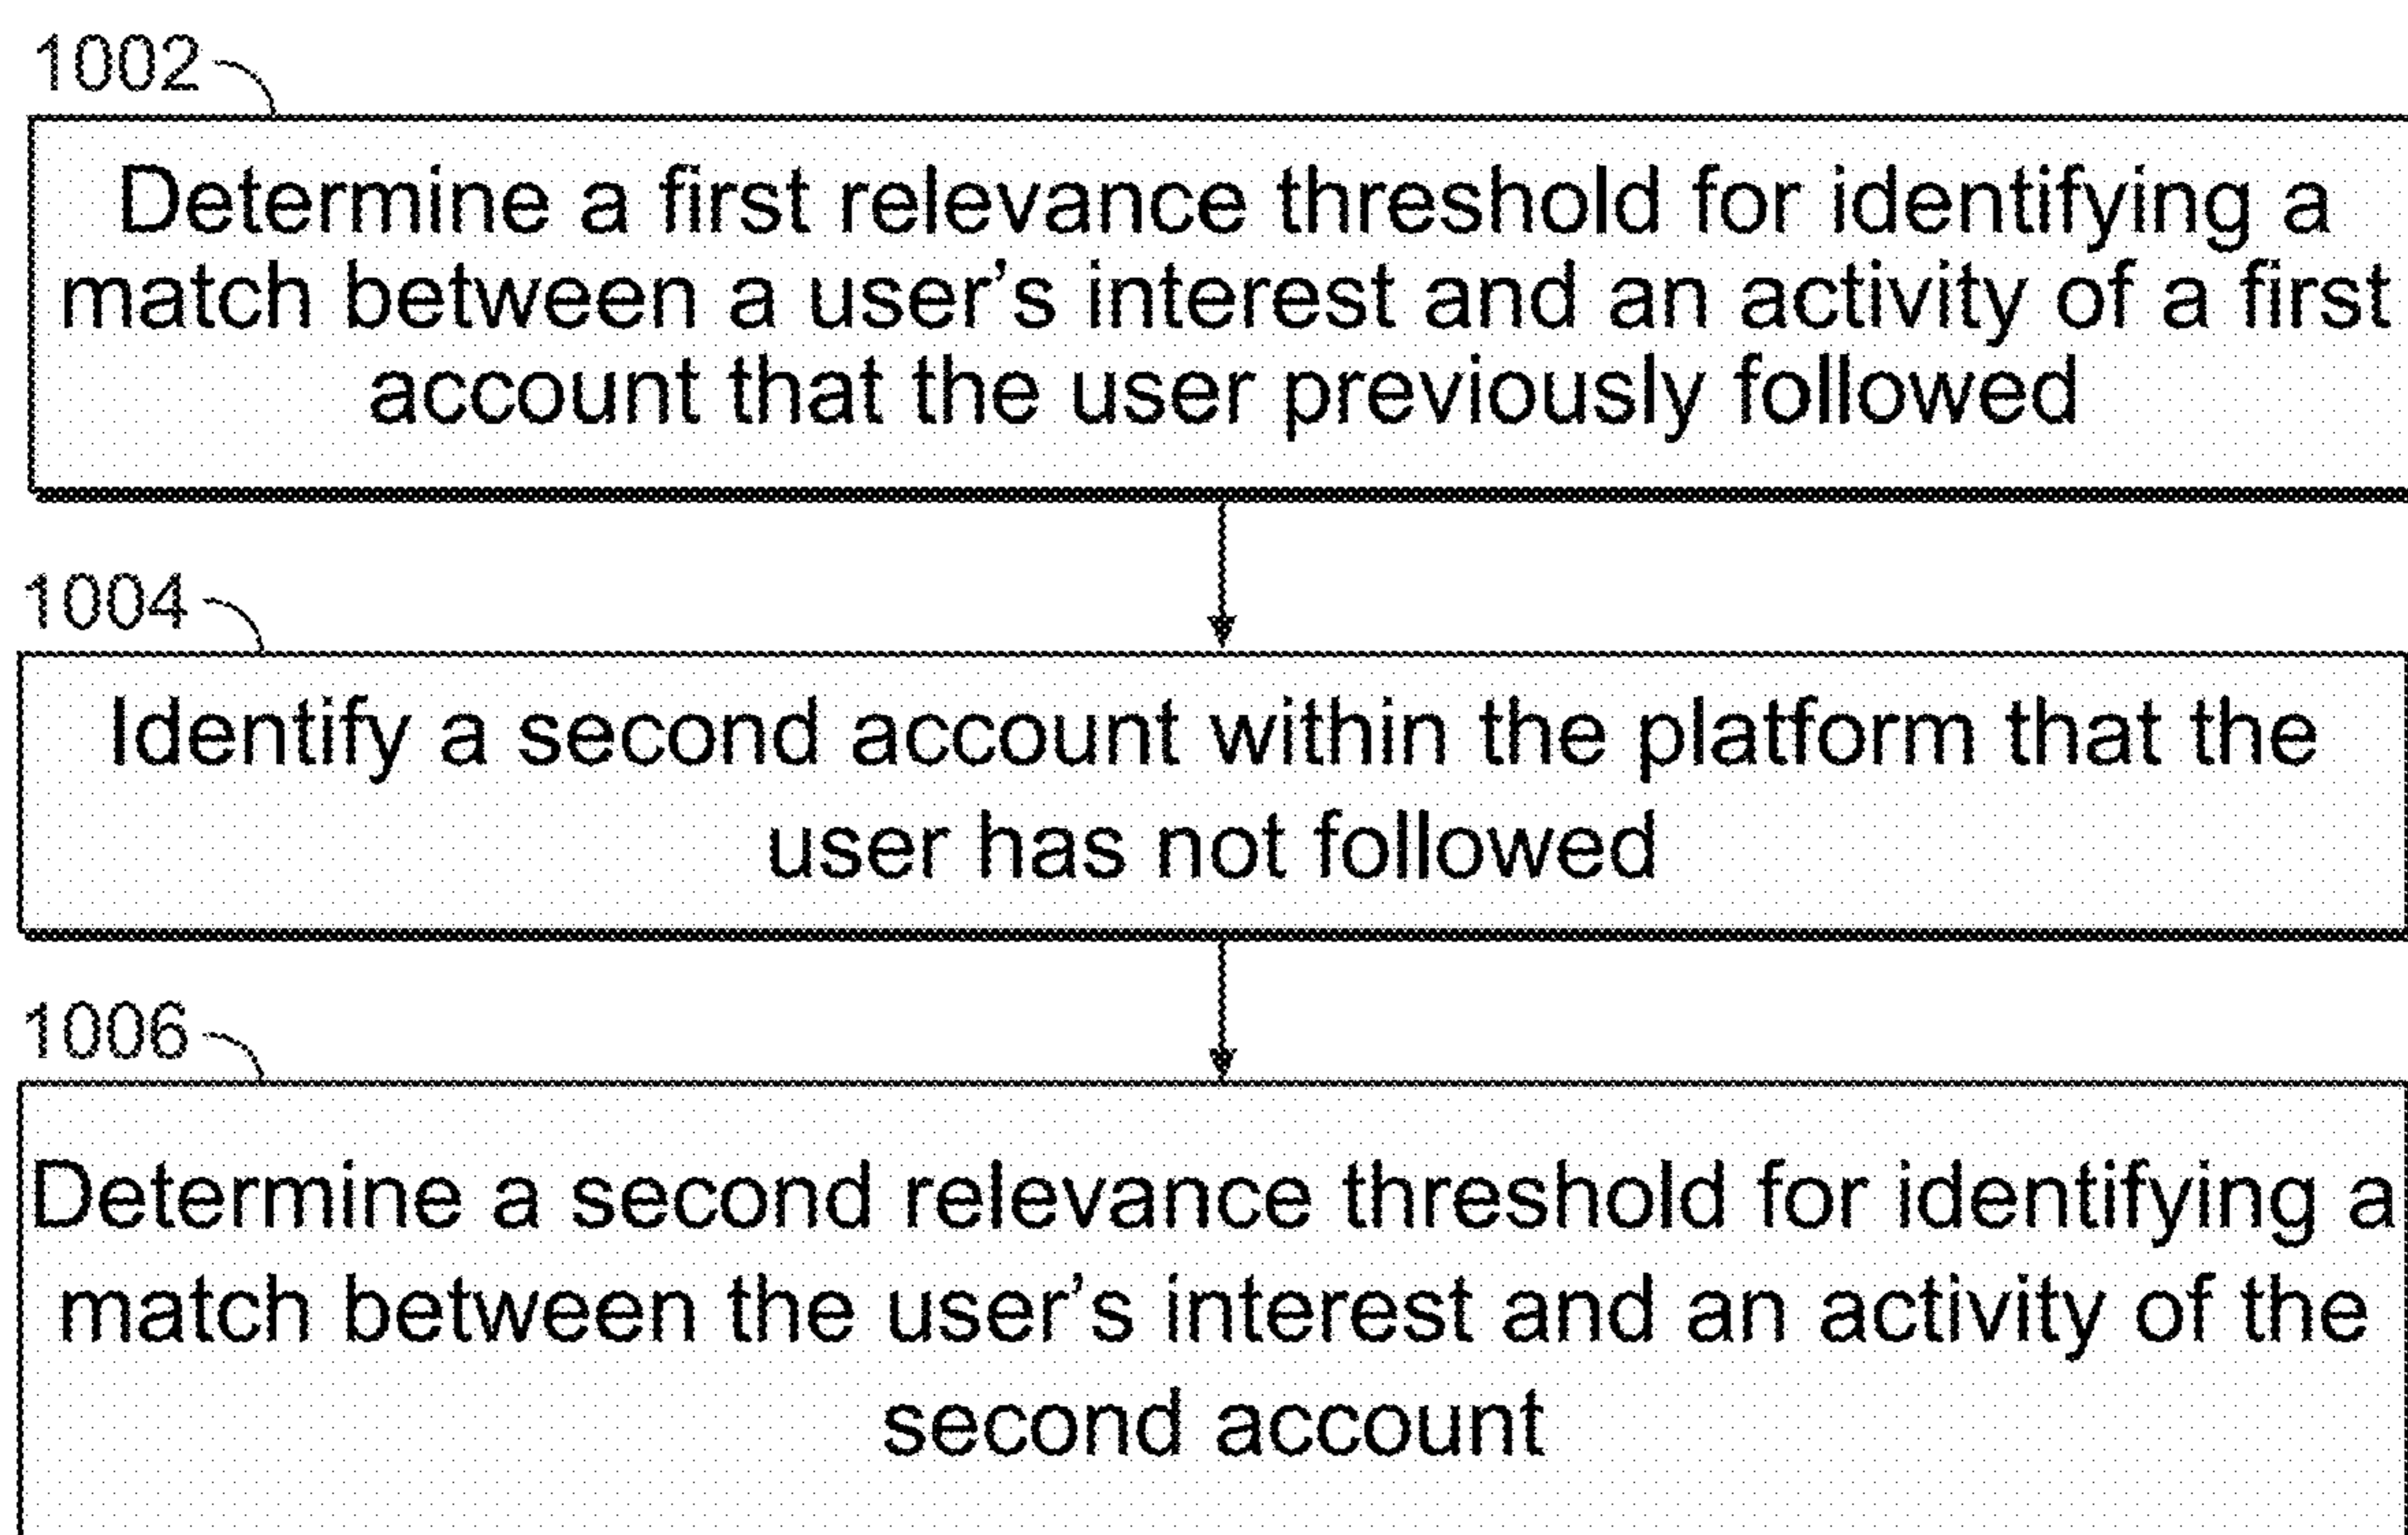 1002
Determine a first relevance threshold for identifying a
match between a user's interest and an activity of a first
account that the user previously followed
1004
Identify a second account within the platform that the
user has not followed
1006
Determine a second relevance threshold for identifying a
match between the user's interest and an activity of the
second account